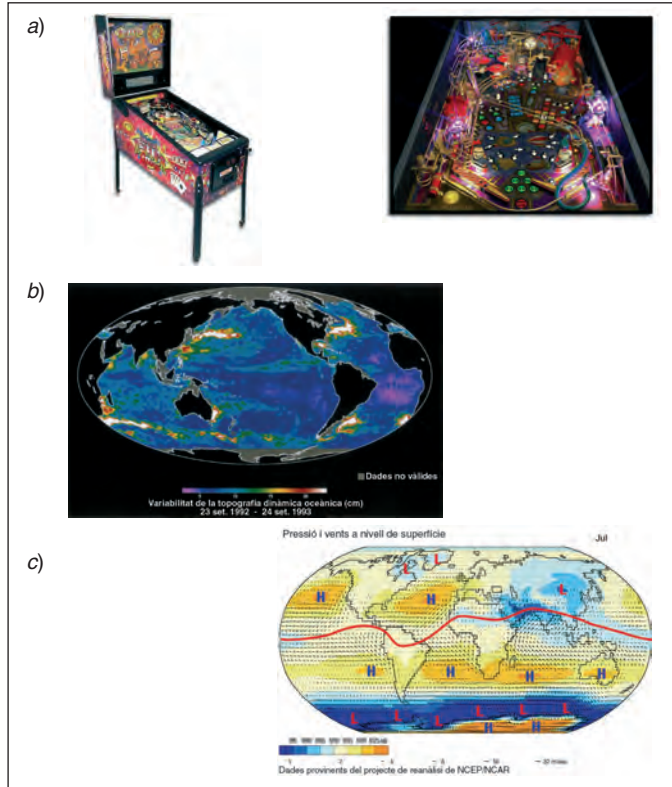 a)
b)
Dades no vàlides
Variabilitat de la topografia dinàmica oceànica (cm)
23 set. 1992 - 24 set. 1993
c)
Pressió i vents a nivell de superfície
Jul
L
L
L
H
H
H
H
H
H
L
L
L
L
L
L
H
H
Dades provinents del projecte de reanàlisi de NCEP/NCAR